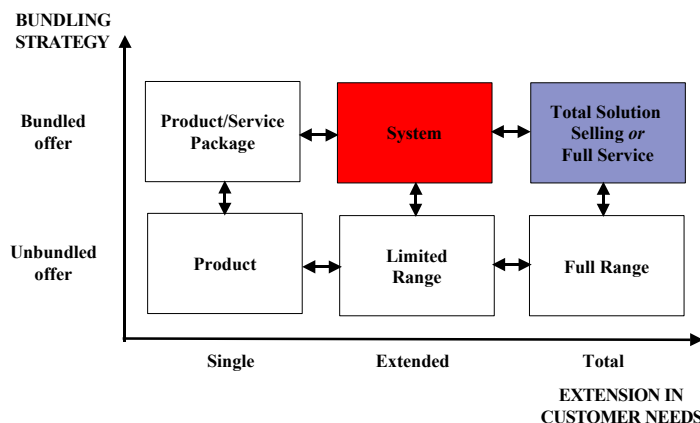 BUNDLING
STRATEGY
Bundled
offer
Product/Service
Package
System
Total Solution
Selling or
Full Service
Unbundled
offer
Product
Limited
Range
Full Range
Single
Extended
Total
EXTENSION IN
CUSTOMER NEEDS